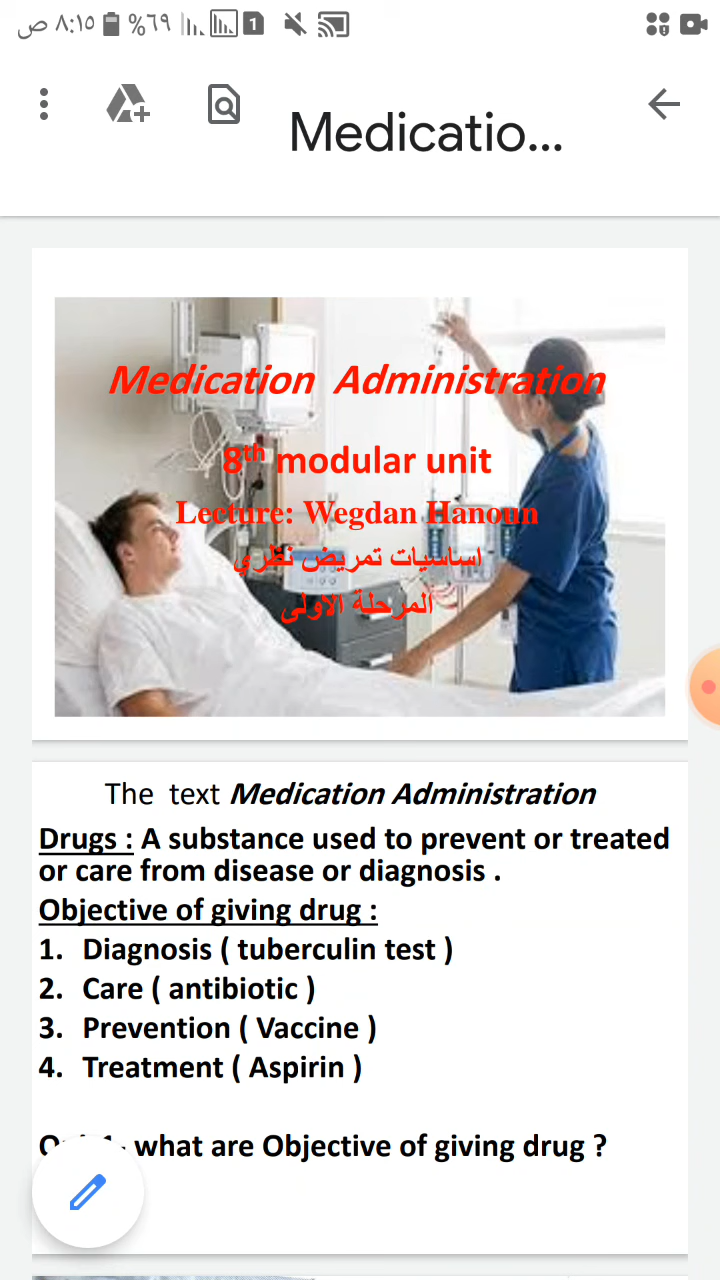 ٨:١٥ ص
%٦٩
1
Medicatio...
Medication Administration
8th modular unit
Lecture: Wegdan Hanoun
اساسيات تمريض نظري
المرحلة الاولى
The text Medication Administration
Drugs : A substance used to prevent or treated
or care from disease or diagnosis .
Objective of giving drug :
1. Diagnosis ( tuberculin test )
2. Care ( antibiotic )
3. Prevention ( Vaccine )
4. Treatment ( Aspirin )
what are Objective of giving drug ?